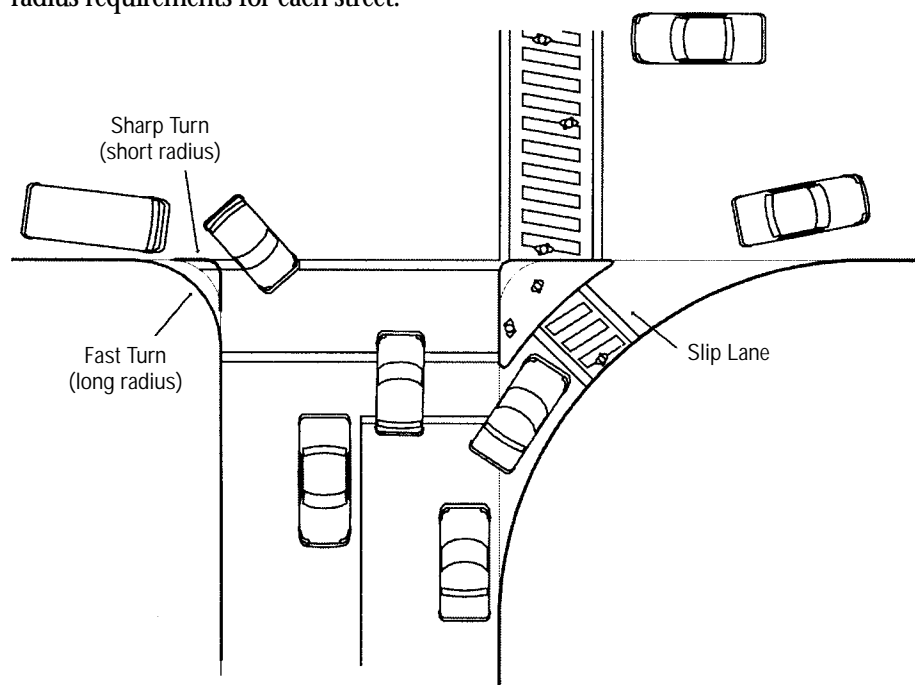 radius requirements for each street.
Sharp Turn
(short radius)
Fast Turn
(long radius)
Slip Lane